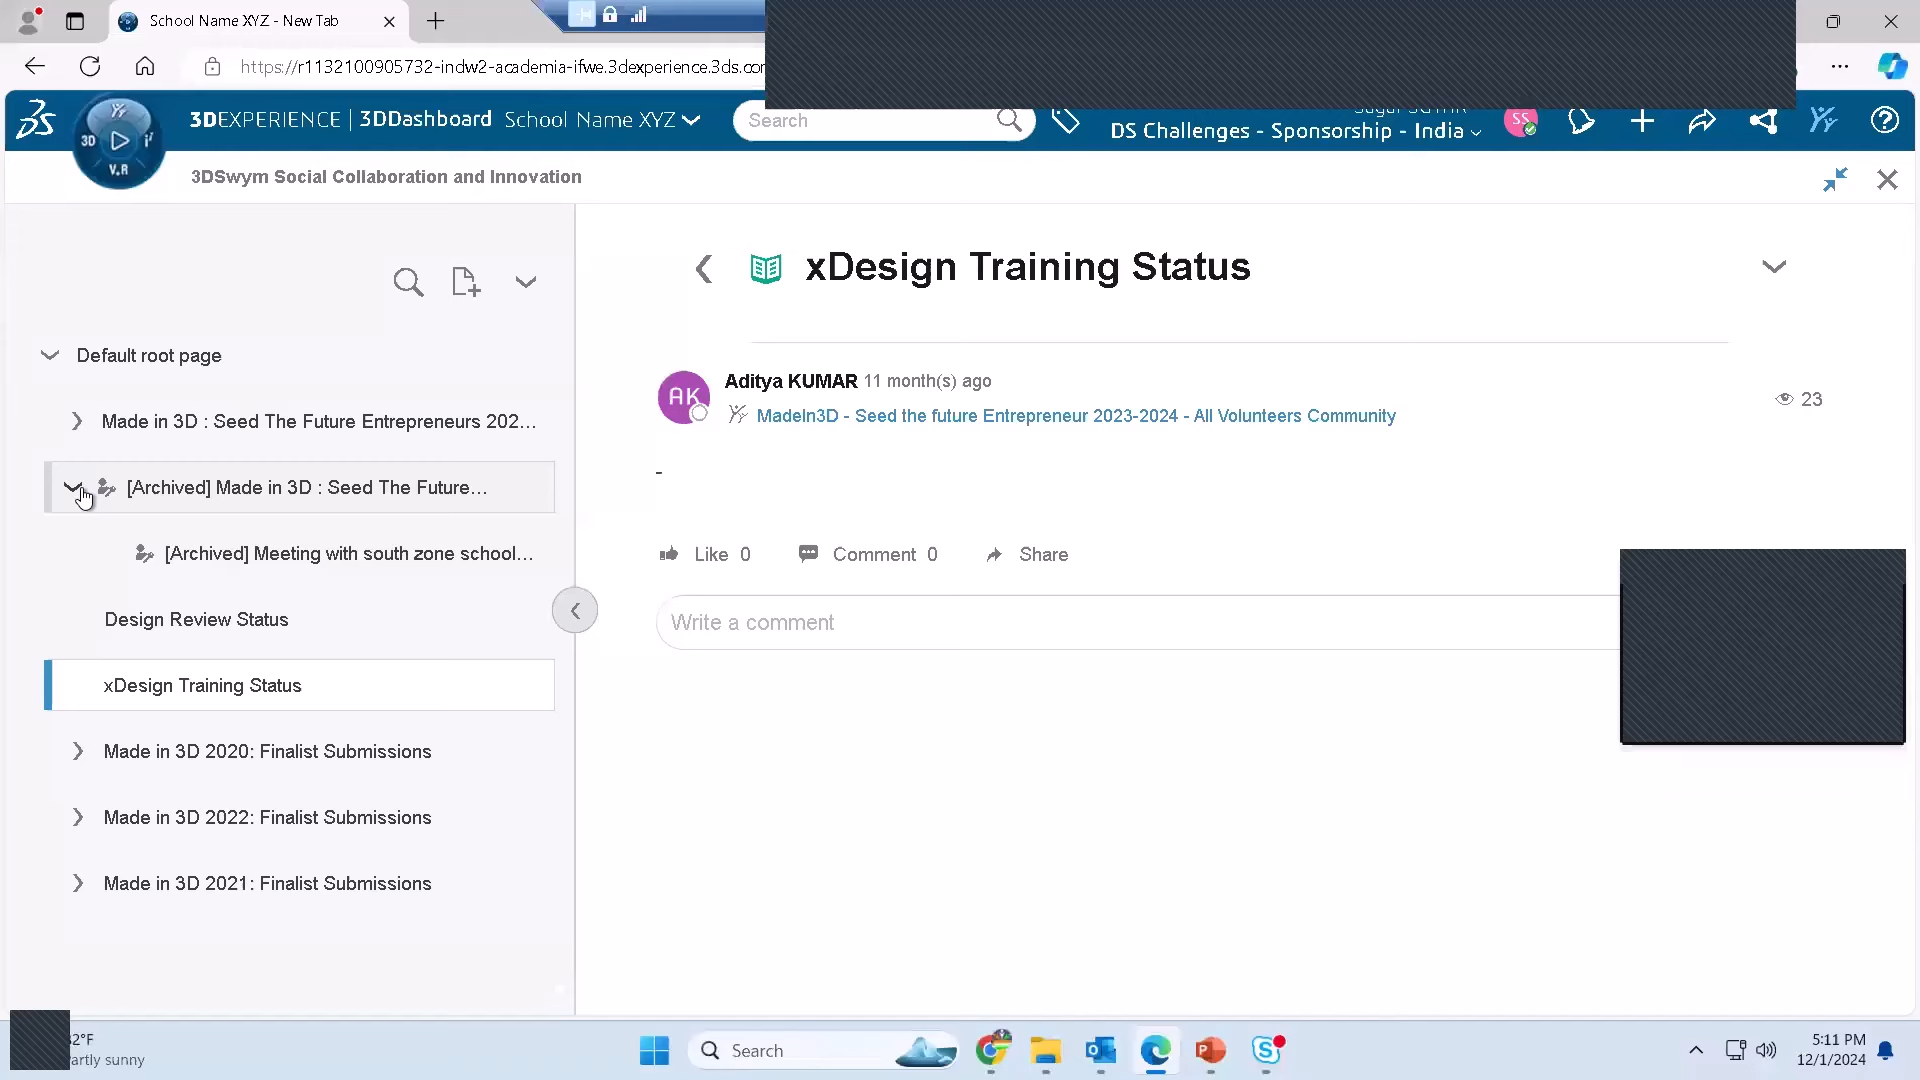 School Name XYZ - New Tab
https://r1132100905732-indw2-academia-ifwe.3dexperience.3ds.com
3DEXPERIENCE | 3DDashboard School Name XYZ
Search
DS Challenges - Sponsorship - India
SS
3D
V.R
3DSwym Social Collaboration and Innovation
xDesign Training Status
Default root page
Made in 3D : Seed The Future Entrepreneurs 202...
[Archived] Made in 3D : Seed The Future...
[Archived] Meeting with south zone school...
Design Review Status
xDesign Training Status
Made in 3D 2020: Finalist Submissions
Made in 3D 2022: Finalist Submissions
Made in 3D 2021: Finalist Submissions
AK
Aditya KUMAR 11 month(s) ago
MadeIn3D - Seed the future Entrepreneur 2023-2024 - All Volunteers Community
23
-
Like 0 Comment 0 Share
Write a comment
Search
5:11 PM
12/1/2024